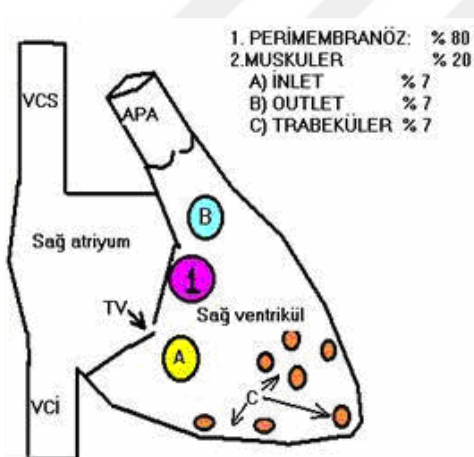 1. PERİMEMBRANÖZ: % 80
2.MUSKULER % 20
A) İNLET % 7
B) OUTLET % 7
C) TRABEKÜLER % 7
VCS
APA
B
Sağ atriyum
1
TV
Sağ ventrikül
A
C
VCİ